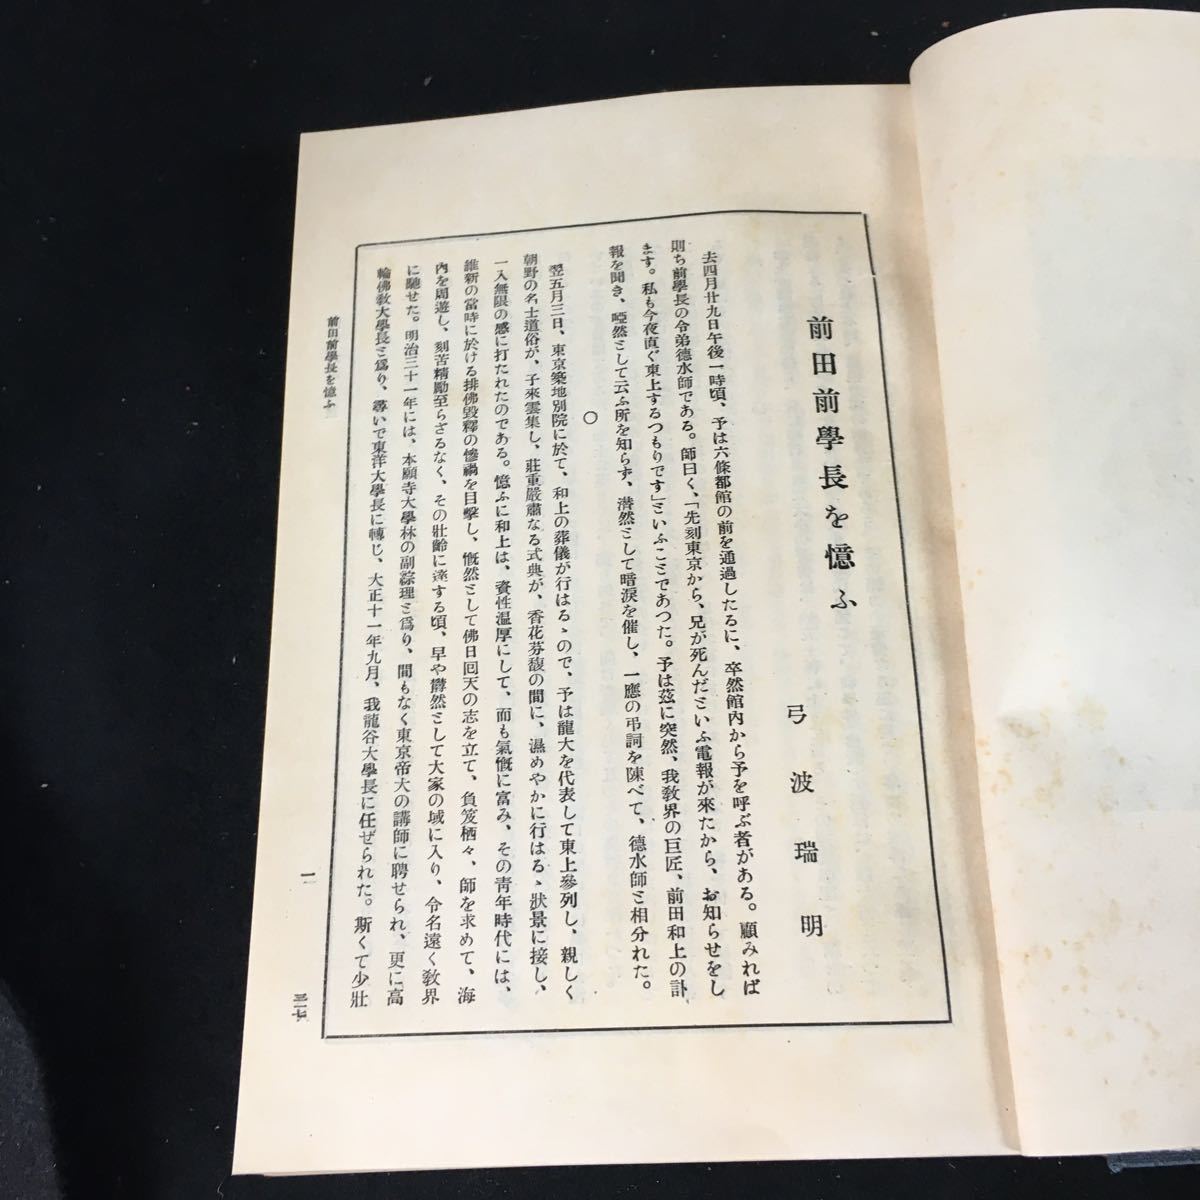 前田前學長を憶ふ
弓波瑞明
去四月廿九日午後一時頃、予は六條都館の前を通過したるに、卒然館内から予を呼ぶ者がある。顧みれば
則ち前學長の令弟德水師である。師曰く、「先刻東京から、兄が死んだといふ電報が來たから、お知らせをし
ます。私も今夜直ぐ東上するつもりです」といふことであつた。予は茲に突然、我敎界の巨匠、前田和上の訃
報を聞き、啞然として云ふ所を知らず、潸然として暗淚を催し、一應の弔詞を陳べて、德水師と相分れた。
○
翌五月三日、東京築地別院に於て、和上の葬儀が行はるゝので、予は龍大を代表して東上參列し、親しく
朝野の名士道俗が、子來雲集し、莊重嚴肅なる式典が、香花芬馥の間に、濕めやかに行はるゝ狀景に接し、
一入無限の感に打たれたのである。憶ふに和上は、資性温厚にして、而も氣慨に富み、その靑年時代には、
維新の當時に於ける排佛毀釋の慘禍を目擊し、慨然として佛日囘天の志を立て、負笈栖々、師を求めて、海
內を周遊し、刻苦精勵至らざるなく、その壯齡に達する頃、早や欝然として大家の域に入り、令名遠く敎界
に馳せた。明治三十一年には、本願寺大學林の副綜理と爲り、間もなく東京帝大の講師に聘せられ、更に高
輪佛敎大學長と爲り、尋いで東洋大學長に轉じ、大正十一年九月、我龍谷大學長に任ぜられた。斯くて少壯
前田前學長を憶ふ
一